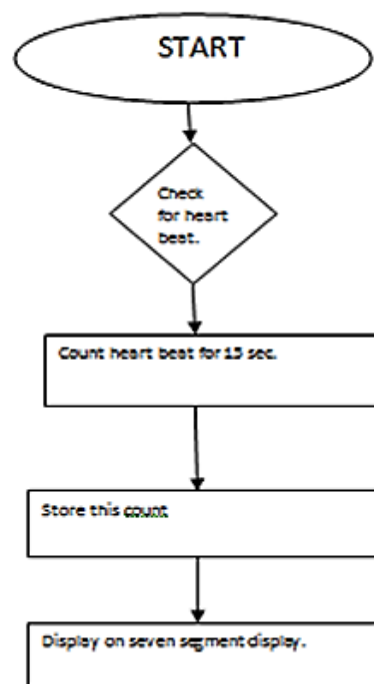 START
Check
for heart
beat.
Count heart beat for 15 sec.
Store this count
Display on seven segment display.